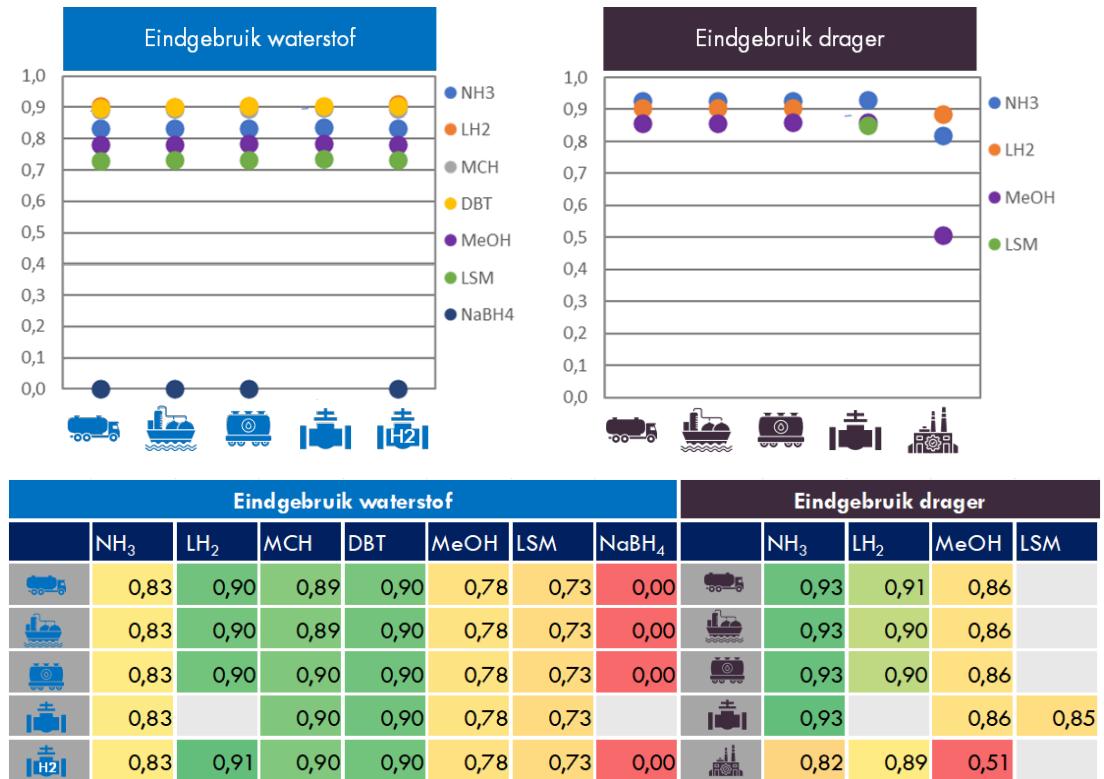 Eindgebruik waterstof
1,0
0,9
0,8
0,7
0,6
0,5
0,4
0,3
0,2
0,1
0,0
NH3
LH2
MCH
DBT
MeOH
LSM
NaBH4
H2
Eindgebruik drager
1,0
0,9
0,8
0,7
0,6
0,5
0,4
0,3
0,2
0,1
0,0
NH3
LH2
MeOH
LSM
Eindgebruik waterstof Eindgebruik drager
NH₃ LH₂ MCH DBT MeOH LSM NaBH₄ NH₃ LH₂ MeOH LSM
0,83 0,90 0,89 0,90 0,78 0,73 0,00 0,93 0,91 0,86
0,83 0,90 0,89 0,90 0,78 0,73 0,00 0,93 0,90 0,86
0,83 0,90 0,90 0,90 0,78 0,73 0,00 0,93 0,90 0,86
0,83 0,90 0,90 0,78 0,73 0,93 0,86 0,85
H2 0,83 0,91 0,90 0,90 0,78 0,73 0,00 0,82 0,89 0,51